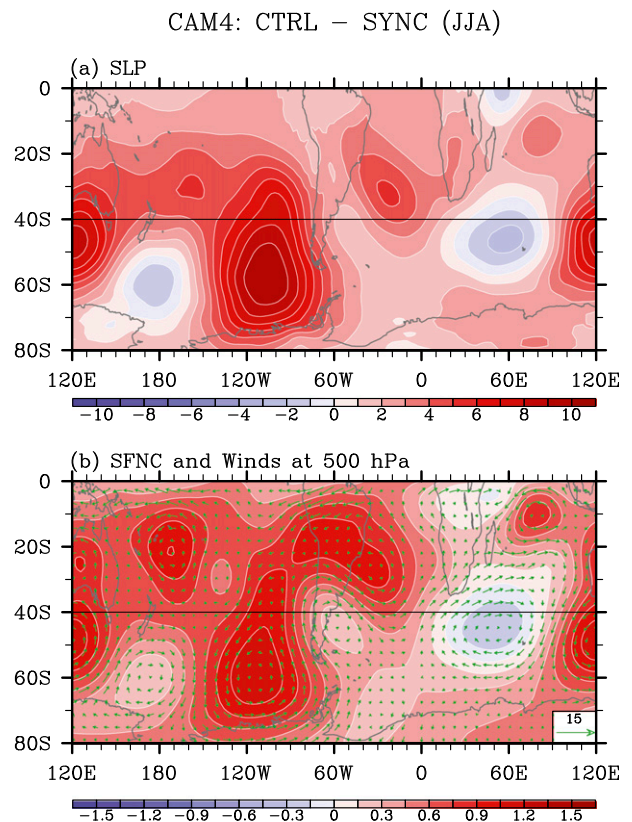 CAM4: CTRL − SYNC (JJA)
(a) SLP
0
20S
40S
60S
80S
120E 180 120W 60W 0 60E 120E
−10 −8 −6 −4 −2 0 2 4 6 8 10
(b) SFNC and Winds at 500 hPa
0
20S
40S
60S
80S
15
120E 180 120W 60W 0 60E 120E
−1.5 −1.2 −0.9 −0.6 −0.3 0 0.3 0.6 0.9 1.2 1.5